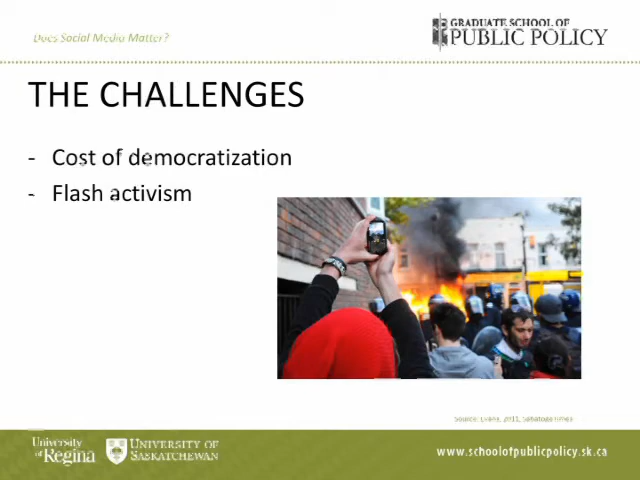 Does Social Media Matter?
GRADUATE SCHOOL OF
PUBLIC POLICY
THE CHALLENGES
- Cost of democratization
- Flash activism
University
of Regina
UNIVERSITY OF
SASKATCHEWAN
www.schoolofpublicpolicy.sk.ca